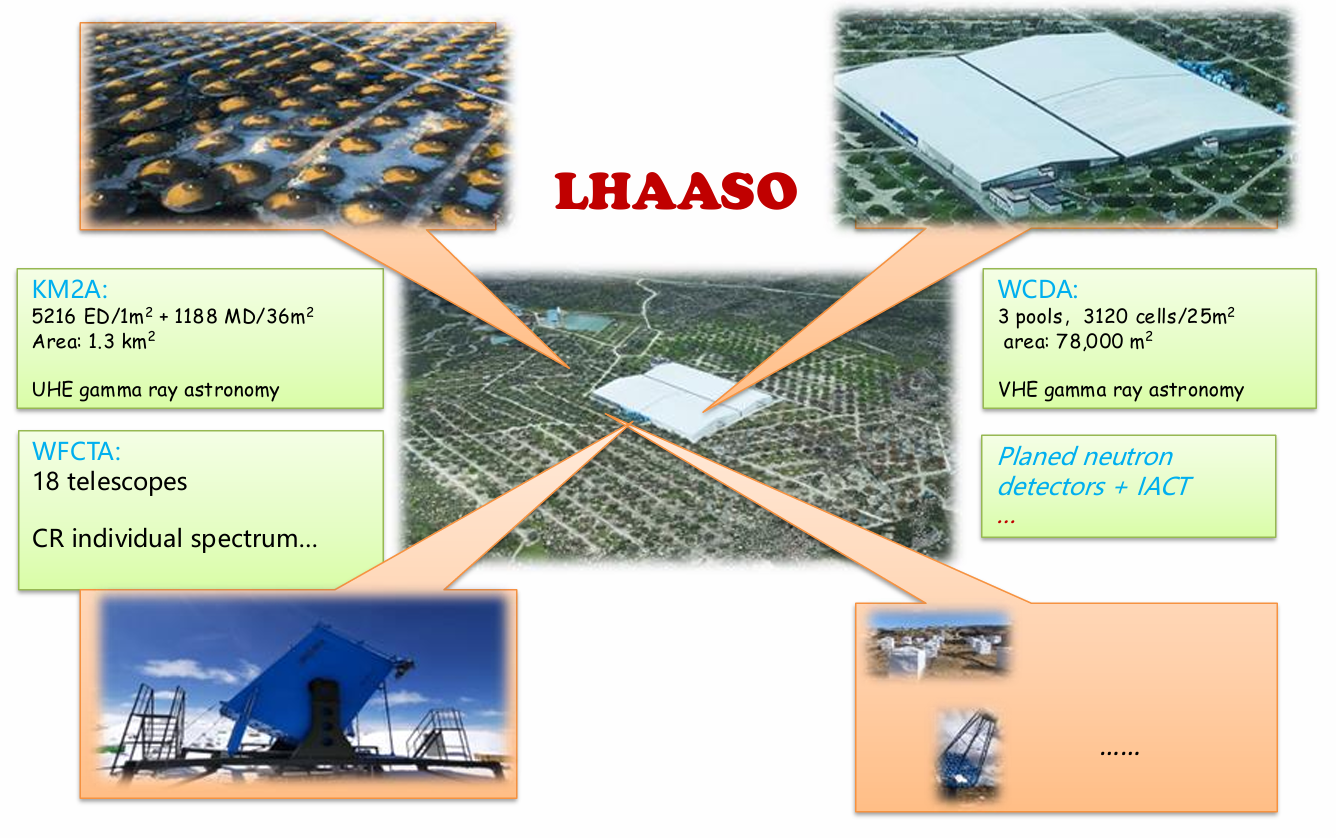 LHAASO
KM2A:
5216 ED/1m² + 1188 MD/36m²
Area: 1.3 km²
UHE gamma ray astronomy
WCDA:
3 pools, 3120 cells/25m²
area: 78,000 m²
VHE gamma ray astronomy
WFCTA:
18 telescopes
CR individual spectrum...
Planed neutron
detectors + IACT
...
......